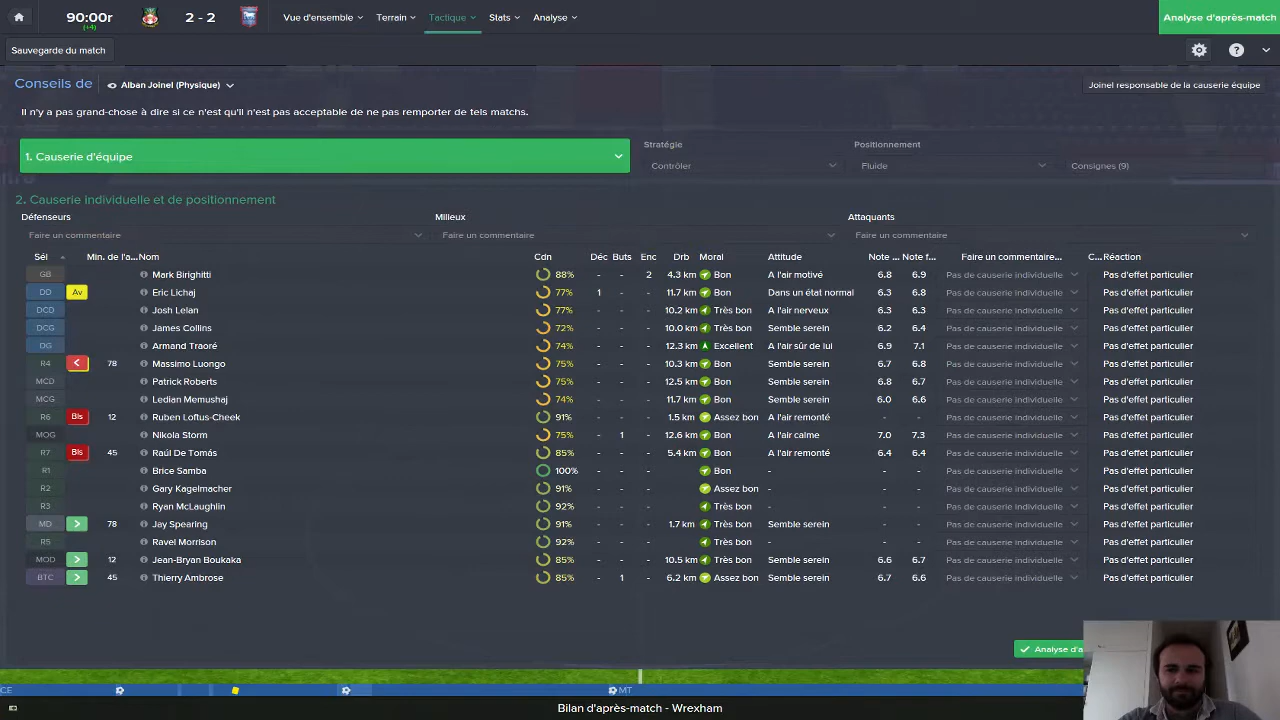 90:00r 2 - 2 Vue d'ensemble Terrain Tactique Stats Analyse Analyse d'après-match
(+4)
Sauvegarde du match
Conseils de Alban Joinel (Physique) Joinel responsable de la causerie équipe
Il n'y a pas grand-chose à dire si ce n'est qu'il n'est pas acceptable de ne pas remporter de tels matchs.
Stratégie Positionnement
1. Causerie d'équipe Contrôler Fluide Consignes (9)
2. Causerie Individuelle et de positionnement
Défenseurs Milieux Attaquants
Faire un commentaire Faire un commentaire Faire un commentaire
Sél Min. de l'a... Nom Cdn Déc Buts Enc Drb Moral Attitude Note ... Note f... Faire un commentaire... C... Réaction
GB Mark Birighitti 88% - - 2 4.3 km Bon A l'air motivé 6.8 6.9 Pas de causerie individuelle Pas d'effet particulier
DD Av Eric Lichaj 77% 1 - - 11.7 km Bon Dans un état normal 6.3 6.8 Pas de causerie individuelle Pas d'effet particulier
DCD Josh Lelan 77% - - - 10.2 km Très bon A l'air nerveux 6.3 6.3 Pas de causerie individuelle Pas d'effet particulier
DCG James Collins 72% - - - 10.0 km Très bon Semble serein 6.2 6.4 Pas de causerie individuelle Pas d'effet particulier
DG Armand Traoré 74% - - - 12.3 km Excellent A l'air sûr de lui 6.9 7.1 Pas de causerie individuelle Pas d'effet particulier
R4 78 Massimo Luongo 75% - - - 10.3 km Bon Semble serein 6.7 6.8 Pas de causerie individuelle Pas d'effet particulier
MCD Patrick Roberts 75% - - - 12.5 km Bon Semble serein 6.8 6.7 Pas de causerie individuelle Pas d'effet particulier
MCG Ledian Memushaj 74% - - - 11.7 km Bon Semble serein 6.0 6.6 Pas de causerie individuelle Pas d'effet particulier
R6 Bls 12 Ruben Loftus-Cheek 91% - - - 1.5 km Assez bon A l'air remonté - - Pas de causerie individuelle Pas d'effet particulier
MOG Nikola Storm 75% - 1 - 12.6 km Bon A l'air calme 7.0 7.3 Pas de causerie individuelle Pas d'effet particulier
R7 Bls 45 Raúl De Tomás 85% - - - 5.4 km Bon A l'air remonté 6.4 6.4 Pas de causerie individuelle Pas d'effet particulier
R1 Brice Samba 100% - - - Bon - - - Pas de causerie individuelle Pas d'effet particulier
R2 Gary Kagelmacher 91% - - - Assez bon - - - Pas de causerie individuelle Pas d'effet particulier
R3 Ryan McLaughlin 92% - - - Très bon - - - Pas de causerie individuelle Pas d'effet particulier
MD 78 Jay Spearing 91% - - - 1.7 km Très bon Semble serein - - Pas de causerie individuelle Pas d'effet particulier
R5 Ravel Morrison 92% - - - Très bon - - - Pas de causerie individuelle Pas d'effet particulier
MOD 12 Jean-Bryan Boukaka 85% - - - 10.5 km Très bon Semble serein 6.6 6.7 Pas de causerie individuelle Pas d'effet particulier
BTC 45 Thierry Ambrose 85% - 1 - 6.2 km Assez bon Semble serein 6.7 6.6 Pas de causerie individuelle Pas d'effet particulier
Analyse d'a
CE MT
Bilan d'après-match - Wrexham